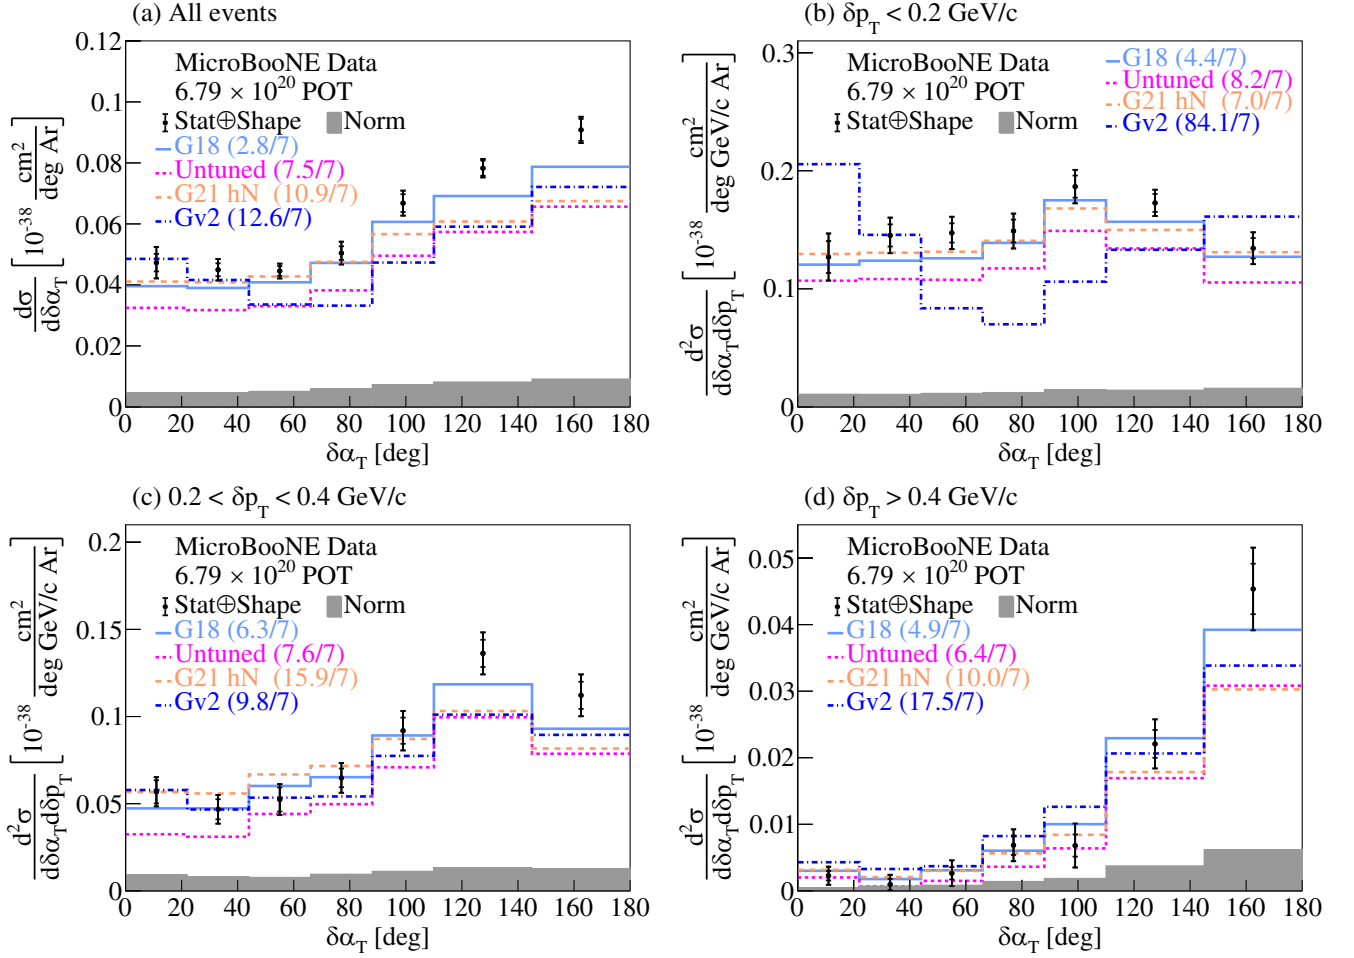 (a) All events
MicroBooNE Data
6.79 × 10^20 POT
Stat⊕Shape Norm
G18 (2.8/7)
Untuned (7.5/7)
G21 hN (10.9/7)
Gv2 (12.6/7)
dσ/dδα_T [10^-38 cm²/deg Ar]
0.12
0.1
0.08
0.06
0.04
0.02
0
0 20 40 60 80 100 120 140 160 180
δα_T [deg]
(b) δp_T < 0.2 GeV/c
MicroBooNE Data
6.79 × 10^20 POT
Stat⊕Shape Norm
G18 (4.4/7)
Untuned (8.2/7)
G21 hN (7.0/7)
Gv2 (84.1/7)
d²σ/dδα_T dδp_T [10^-38 cm²/deg GeV/c Ar]
0.3
0.2
0.1
0
0 20 40 60 80 100 120 140 160 180
δα_T [deg]
(c) 0.2 < δp_T < 0.4 GeV/c
MicroBooNE Data
6.79 × 10^20 POT
Stat⊕Shape Norm
G18 (6.3/7)
Untuned (7.6/7)
G21 hN (15.9/7)
Gv2 (9.8/7)
d²σ/dδα_T dδp_T [10^-38 cm²/deg GeV/c Ar]
0.2
0.15
0.1
0.05
0
0 20 40 60 80 100 120 140 160 180
δα_T [deg]
(d) δp_T > 0.4 GeV/c
MicroBooNE Data
6.79 × 10^20 POT
Stat⊕Shape Norm
G18 (4.9/7)
Untuned (6.4/7)
G21 hN (10.0/7)
Gv2 (17.5/7)
d²σ/dδα_T dδp_T [10^-38 cm²/deg GeV/c Ar]
0.05
0.04
0.03
0.02
0.01
0
0 20 40 60 80 100 120 140 160 180
δα_T [deg]